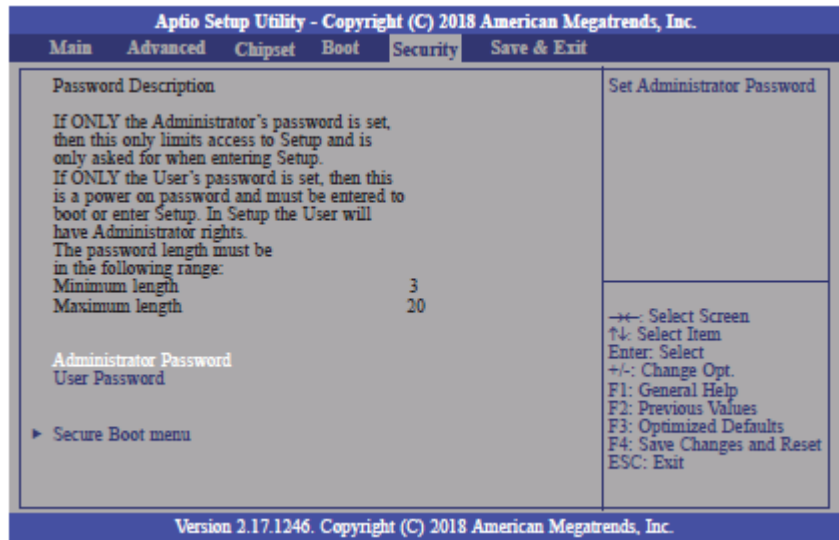 Aptio Setup Utility - Copyright (C) 2018 American Megatrends, Inc.
Main Advanced Chipset Boot Security Save & Exit
Password Description
If ONLY the Administrator's password is set,
then this only limits access to Setup and is
only asked for when entering Setup.
If ONLY the User's password is set, then this
is a power on password and must be entered to
boot or enter Setup. In Setup the User will
have Administrator rights.
The password length must be
in the following range:
Minimum length 3
Maximum length 20
Administrator Password
User Password
► Secure Boot menu
Set Administrator Password
→←: Select Screen
↑↓: Select Item
Enter: Select
+/-: Change Opt.
F1: General Help
F2: Previous Values
F3: Optimized Defaults
F4: Save Changes and Reset
ESC: Exit
Version 2.17.1246. Copyright (C) 2018 American Megatrends, Inc.